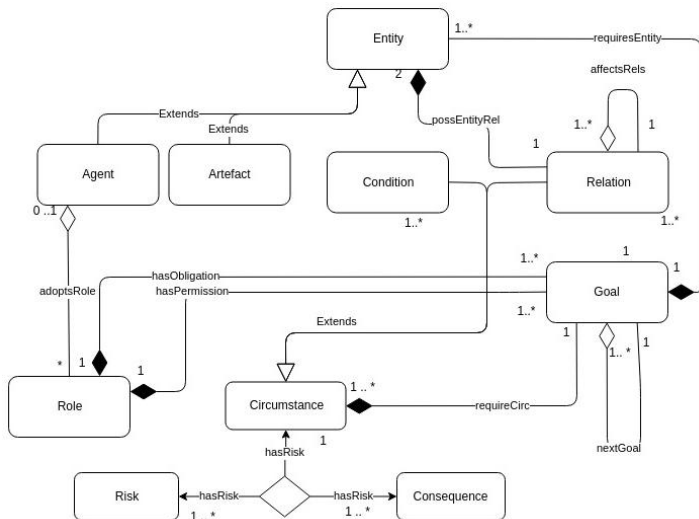 1..*
Entity
requiresEntity
2
affectsRels
Extends
possEntityRel
1..*
1
Extends
1
Agent
Artefact
Condition
Relation
0 ..1
1..*
1..*
1..*
1
1
hasObligation
adoptsRole
hasPermission
Goal
1..*
Extends
1
1.. *
1
*
1
1
1 .. *
Role
Circumstance
requireCirc
1
nextGoal
hasRisk
Risk
hasRisk
hasRisk
Consequence
1 .. *
1 .. *